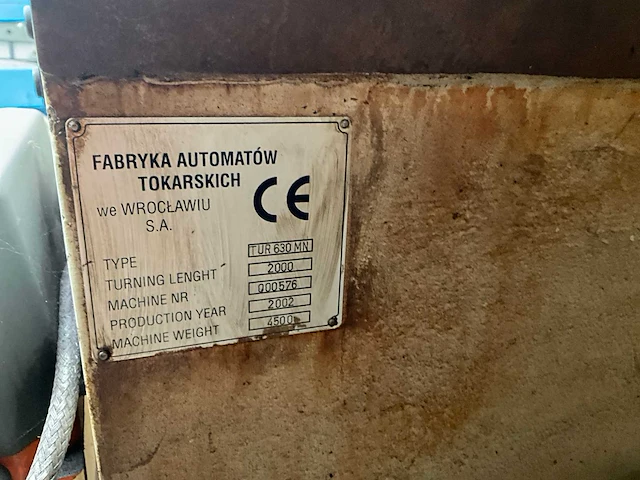 FABRYKA AUTOMATÓW
TOKARSKICH
we WROCŁAWIU
S.A.
CE
TYPE TUR 630 MN
TURNING LENGHT 2000
MACHINE NR 000576
PRODUCTION YEAR 2002
MACHINE WEIGHT 4500